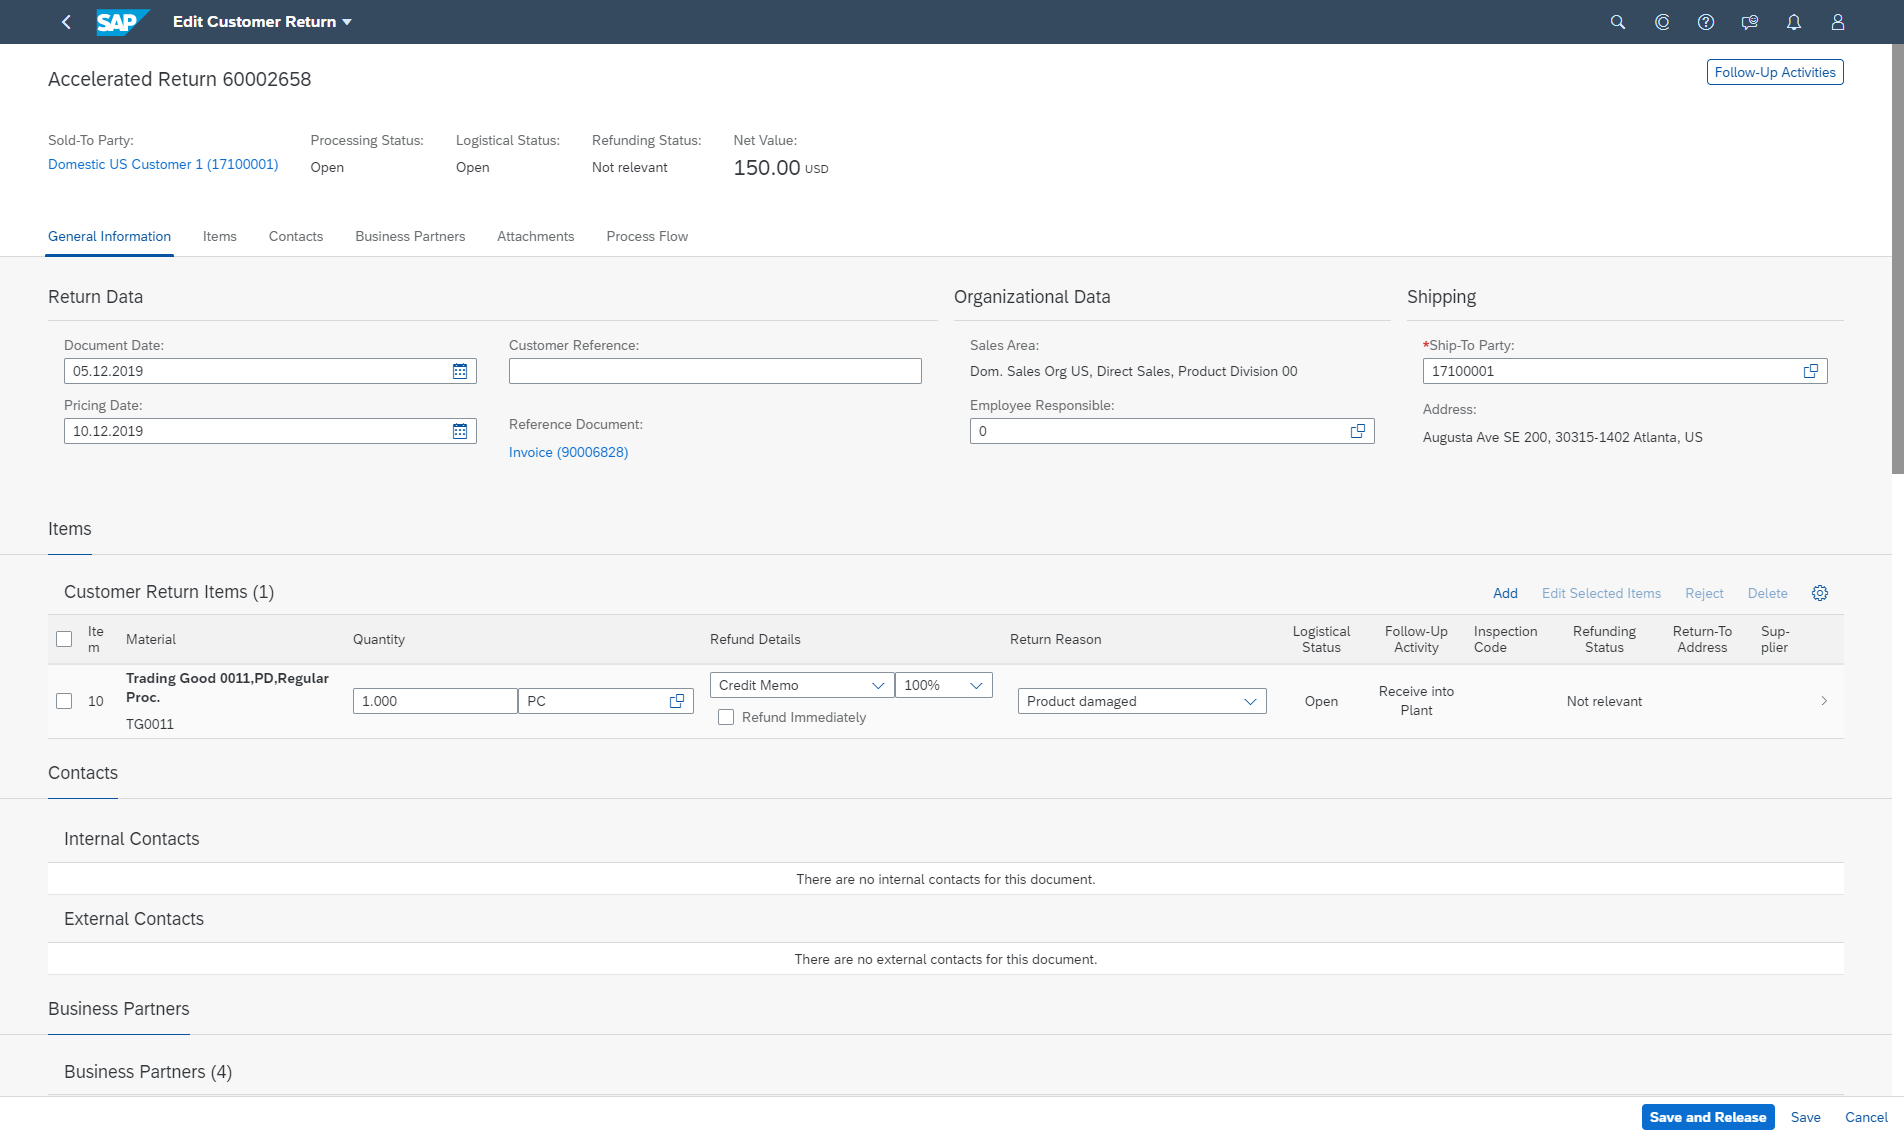 SAP Edit Customer Return
Accelerated Return 60002658
Follow-Up Activities
Sold-To Party:
Domestic US Customer 1 (17100001)
Processing Status:
Open
Logistical Status:
Open
Refunding Status:
Not relevant
Net Value:
150.00 USD
General Information Items Contacts Business Partners Attachments Process Flow
Return Data
Document Date:
05.12.2019
Pricing Date:
10.12.2019
Customer Reference:
Reference Document:
Invoice (90006828)
Organizational Data
Sales Area:
Dom. Sales Org US, Direct Sales, Product Division 00
Employee Responsible:
0
Shipping
*Ship-To Party:
17100001
Address:
Augusta Ave SE 200, 30315-1402 Atlanta, US
Items
Customer Return Items (1)
Add Edit Selected Items Reject Delete
Ite
m
Material
Quantity
Refund Details
Return Reason
Logistical
Status
Follow-Up
Activity
Inspection
Code
Refunding
Status
Return-To
Address
Sup-
plier
10
Trading Good 0011,PD,Regular
Proc.
TG0011
1.000
PC
Credit Memo
100%
Refund Immediately
Product damaged
Open
Receive into
Plant
Not relevant
Contacts
Internal Contacts
There are no internal contacts for this document.
External Contacts
There are no external contacts for this document.
Business Partners
Business Partners (4)
Save and Release Save Cancel